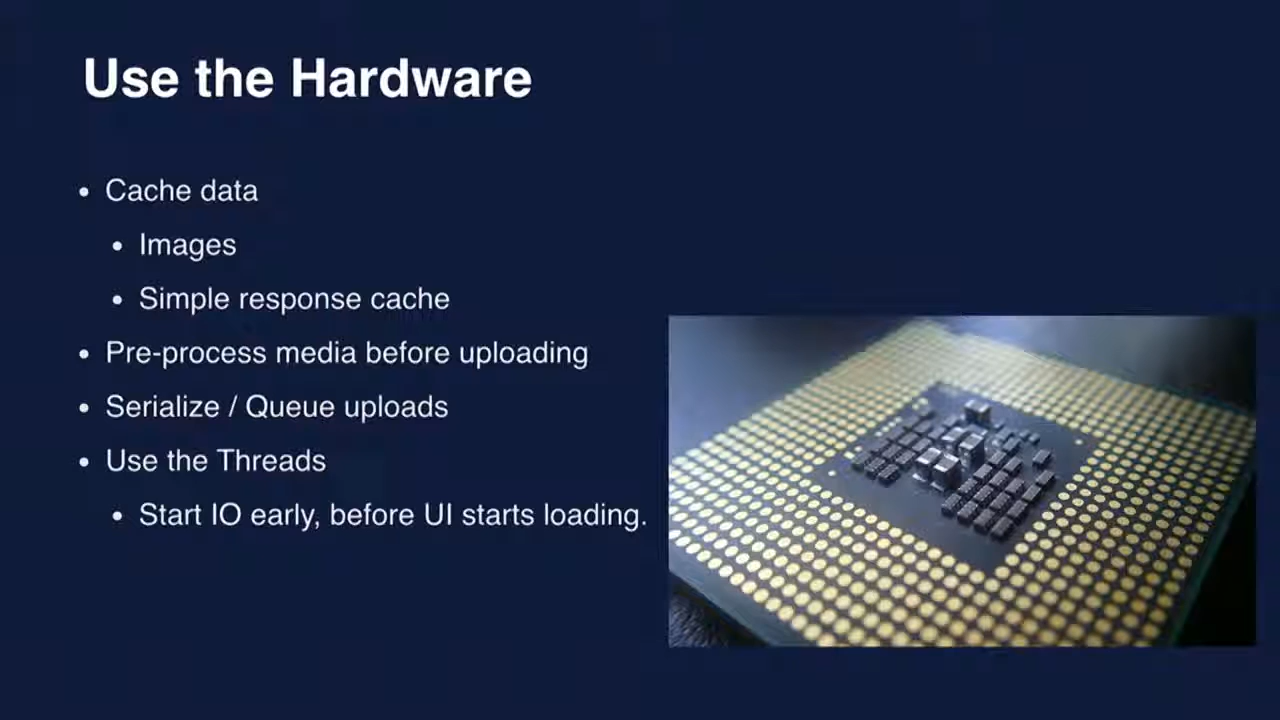 Use the Hardware
• Cache data
• Images
• Simple response cache
• Pre-process media before uploading
• Serialize / Queue uploads
• Use the Threads
• Start IO early, before UI starts loading.